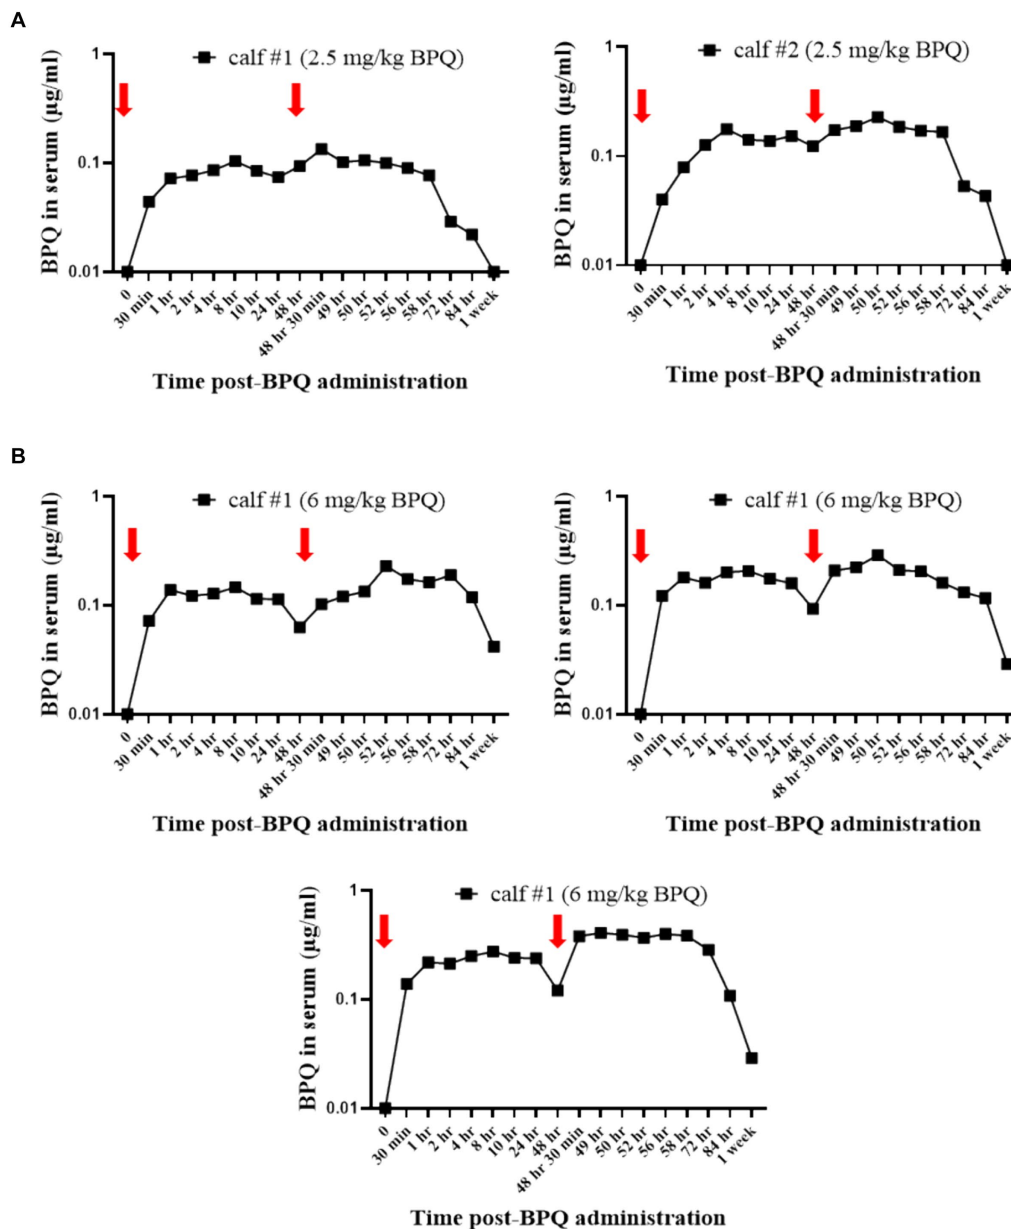 A
calf #1 (2.5 mg/kg BPQ)
BPQ in serum (µg/ml)
1
0.1
0.01
0
30 min
1 hr
2 hr
4 hr
8 hr
10 hr
24 hr
48 hr
48 hr 30 min
49 hr
50 hr
52 hr
56 hr
58 hr
72 hr
84 hr
1 week
Time post-BPQ administration
calf #2 (2.5 mg/kg BPQ)
BPQ in serum (µg/ml)
1
0.1
0.01
0
30 min
1 hr
2 hr
4 hr
8 hr
10 hr
24 hr
48 hr
48 hr 30 min
49 hr
50 hr
52 hr
56 hr
58 hr
72 hr
84 hr
1 week
Time post-BPQ administration
B
calf #1 (6 mg/kg BPQ)
BPQ in serum (µg/ml)
1
0.1
0.01
0
30 min
1 hr
2 hr
4 hr
8 hr
10 hr
24 hr
48 hr
48 hr 30 min
49 hr
50 hr
52 hr
56 hr
58 hr
72 hr
84 hr
1 week
Time post-BPQ administration
calf #1 (6 mg/kg BPQ)
BPQ in serum (µg/ml)
1
0.1
0.01
0
30 min
1 hr
2 hr
4 hr
8 hr
10 hr
24 hr
48 hr
48 hr 30 min
49 hr
50 hr
52 hr
56 hr
58 hr
72 hr
84 hr
1 week
Time post-BPQ administration
calf #1 (6 mg/kg BPQ)
BPQ in serum (µg/ml)
1
0.1
0.01
0
30 min
1 hr
2 hr
4 hr
8 hr
10 hr
24 hr
48 hr
48 hr 30 min
49 hr
50 hr
52 hr
56 hr
58 hr
72 hr
84 hr
1 week
Time post-BPQ administration